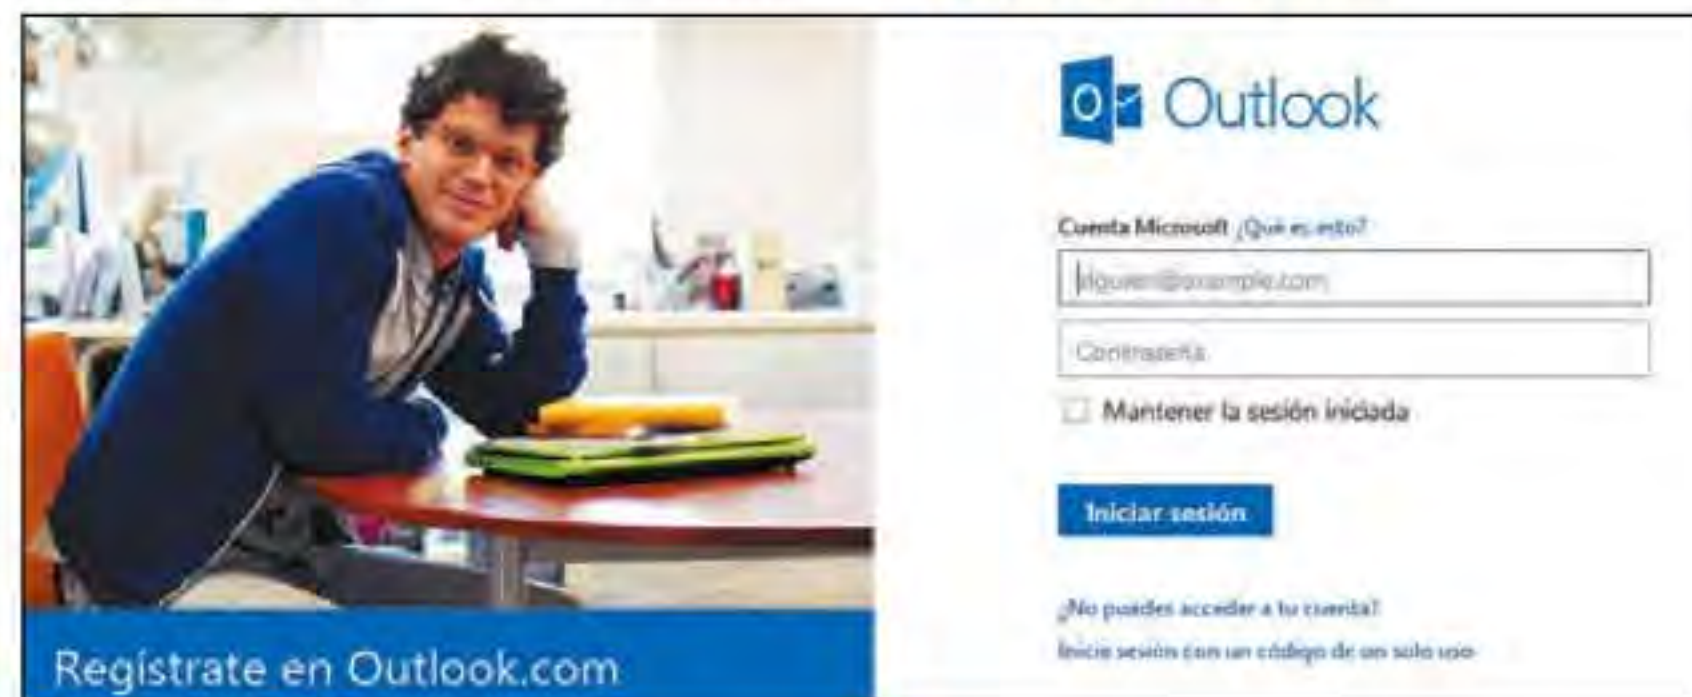 Outlook
Cuenta Microsoft ¿Qué es esto?
alguien@example.com
Contraseña
Mantener la sesión iniciada
Iniciar sesión
¿No puedes acceder a tu cuenta?
Inicie sesión con un código de un solo uso
Regístrate en Outlook.com